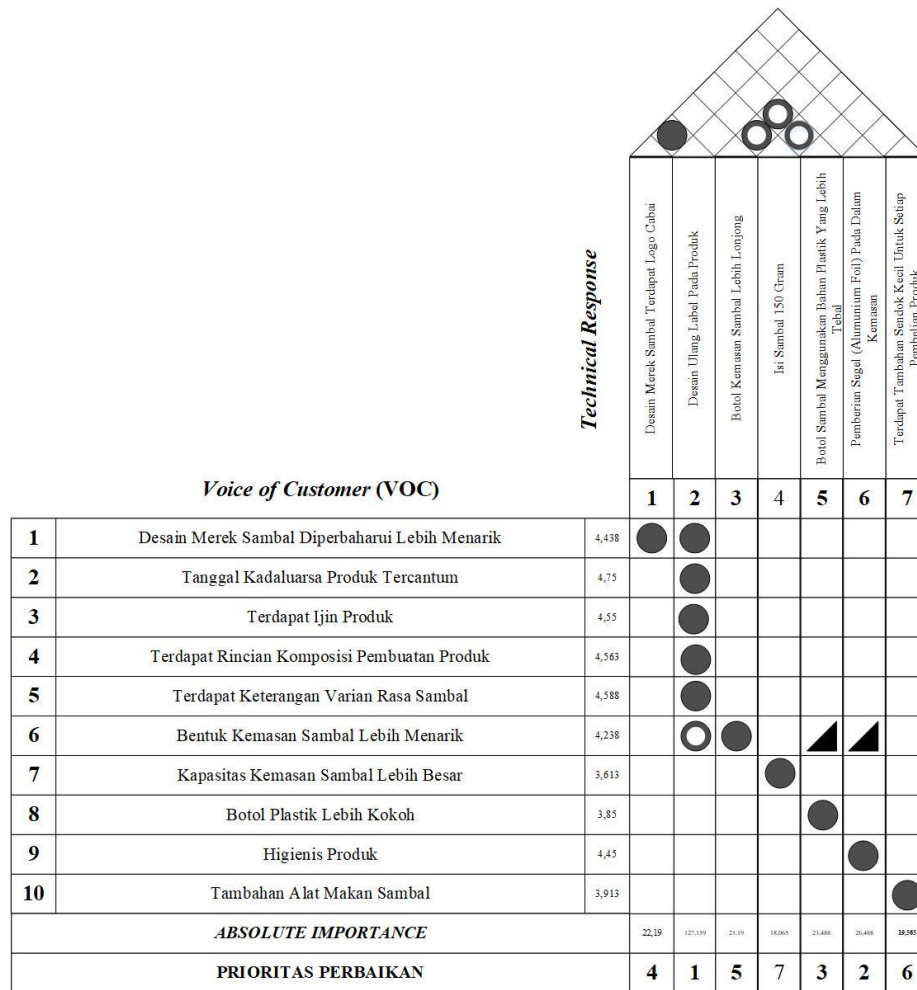 Technical Response
Desain Merek Sambal Terdapat Logo Cabai
Desain Ulang Label Pada Produk
Botol Kemasan Sambal Lebih Lonjong
Isi Sambal 150 Gram
Botol Sambal Menggunakan Bahan Plastik Yang Lebih
Tebal
Pemberian Segel (Alumunium Foil) Pada Dalam
Kemasan
Terdapat Tambahan Sendok Kecil Untuk Setiap
Pembelian Produk
Voice of Customer (VOC)
1 2 3 4 5 6 7
1 Desain Merek Sambal Diperbaharui Lebih Menarik 4,438
2 Tanggal Kadaluarsa Produk Tercantum 4,75
3 Terdapat Ijin Produk 4,55
4 Terdapat Rincian Komposisi Pembuatan Produk 4,563
5 Terdapat Keterangan Varian Rasa Sambal 4,588
6 Bentuk Kemasan Sambal Lebih Menarik 4,238
7 Kapasitas Kemasan Sambal Lebih Besar 3,613
8 Botol Plastik Lebih Kokoh 3,85
9 Higienis Produk 4,45
10 Tambahan Alat Makan Sambal 3,913
ABSOLUTE IMPORTANCE 22,19 127,159 21,19 18,065 23,488 26,488 19,565
PRIORITAS PERBAIKAN 4 1 5 7 3 2 6